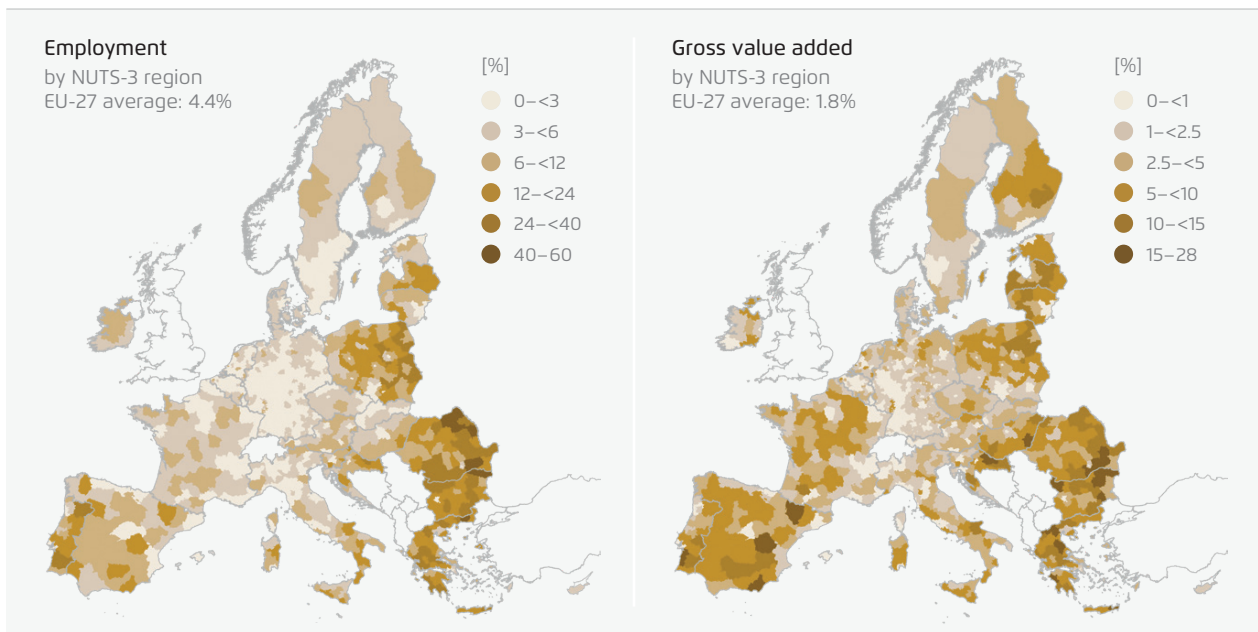 Employment
by NUTS-3 region
EU-27 average: 4.4%
[%]
0–<3
3–<6
6–<12
12–<24
24–<40
40–60
Gross value added
by NUTS-3 region
EU-27 average: 1.8%
[%]
0–<1
1–<2.5
2.5–<5
5–<10
10–<15
15–28